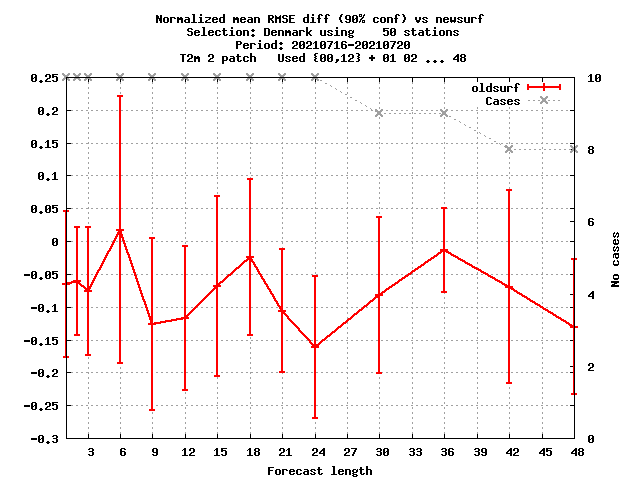 Normalized mean RMSE diff (90% conf) vs newsurf
Selection: Denmark using    50 stations
Period: 20210716-20210720
T2m 2 patch   Used {00,12} + 01 02 ... 48
oldsurf
Cases
0.25
0.2
0.15
0.1
0.05
0
-0.05
-0.1
-0.15
-0.2
-0.25
-0.3
10
8
6
4
2
0
No cases
3 6 9 12 15 18 21 24 27 30 33 36 39 42 45 48
Forecast length